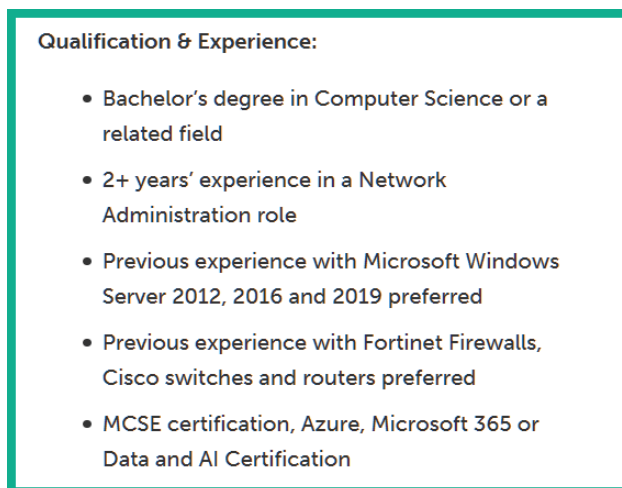 Qualification & Experience:
• Bachelor’s degree in Computer Science or a
related field
• 2+ years’ experience in a Network
Administration role
• Previous experience with Microsoft Windows
Server 2012, 2016 and 2019 preferred
• Previous experience with Fortinet Firewalls,
Cisco switches and routers preferred
• MCSE certification, Azure, Microsoft 365 or
Data and AI Certification